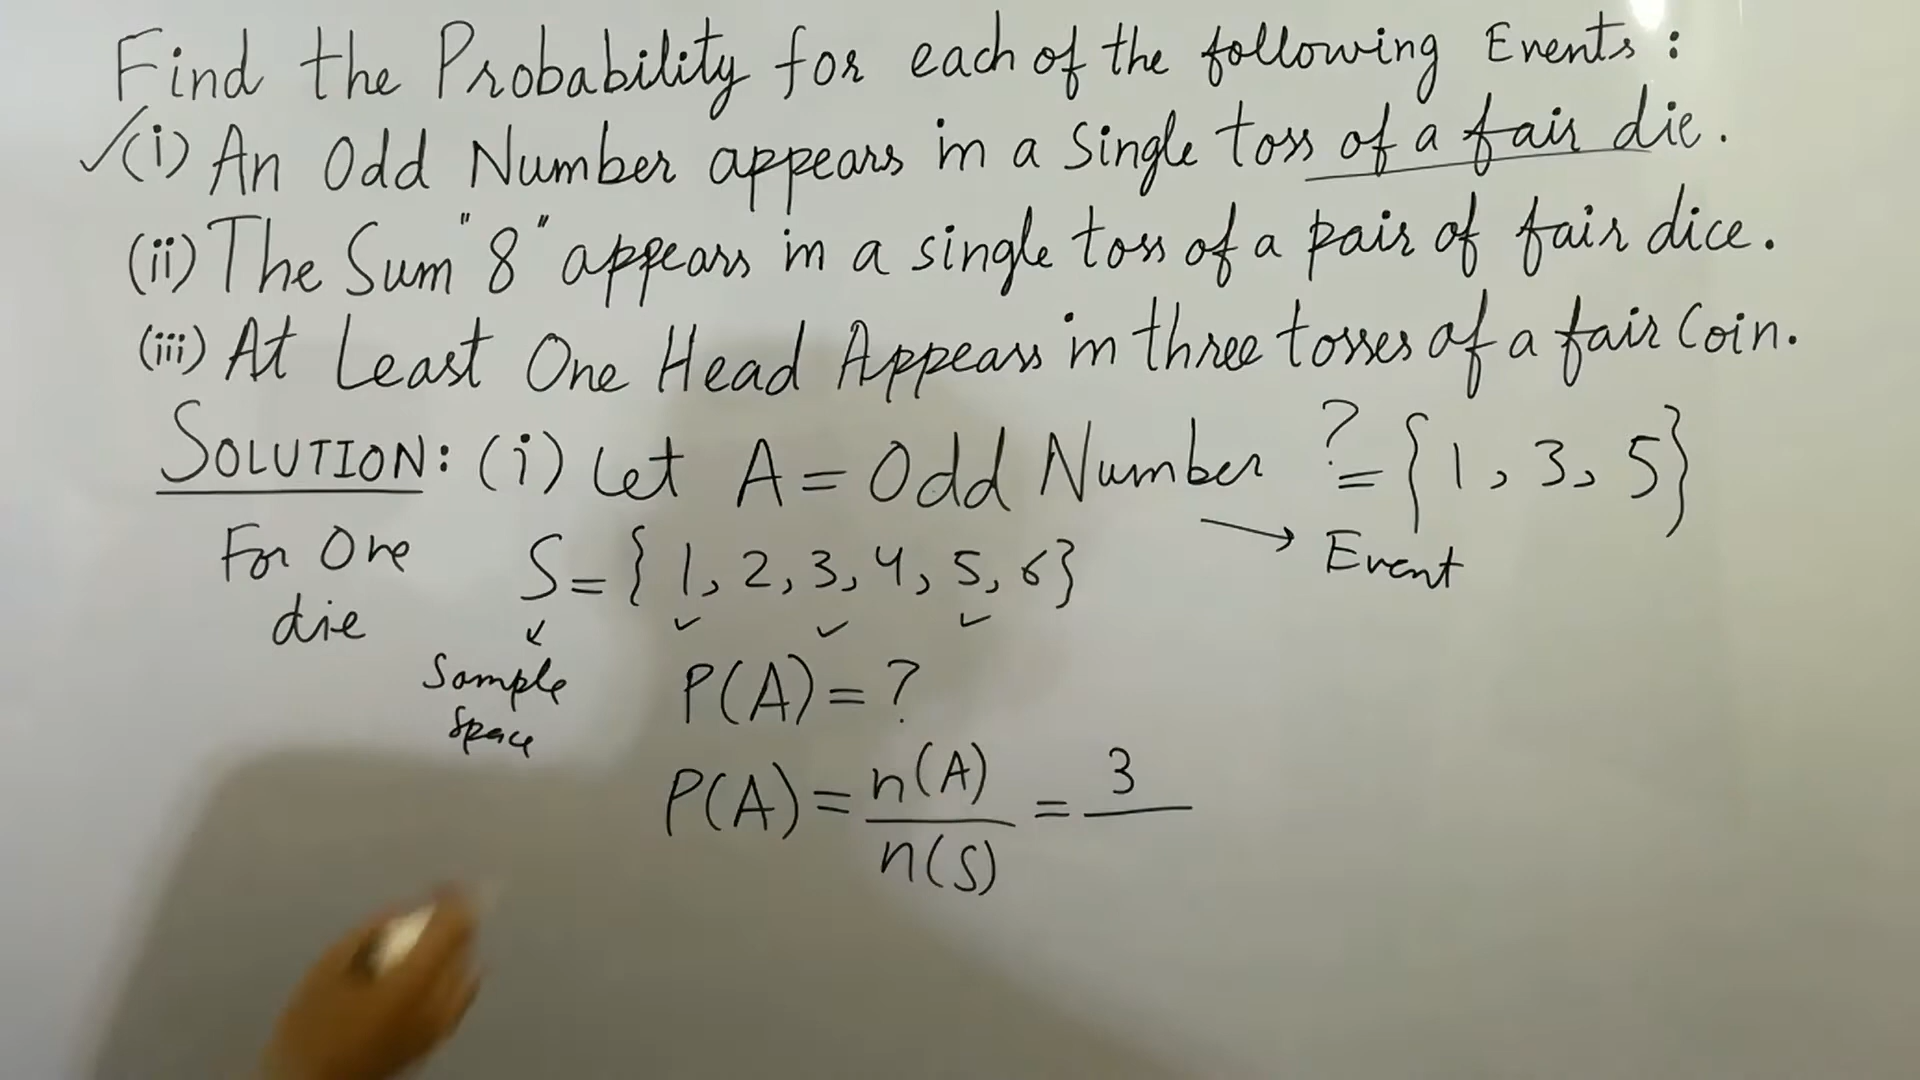 Find the Probability for each of the following Events :
(i) An Odd Number appears in a Single toss of a fair die.
(ii) The Sum "8" appears in a single toss of a pair of fair dice.
(iii) At Least One Head Appears in three tosses of a fair Coin.
SOLUTION: (i) Let A = Odd Number ? = {1, 3, 5}
→ Event
For One die
S = {1, 2, 3, 4, 5, 6}
Sample
Space
P(A) = ?
P(A) = n(A)/n(S) = 3/